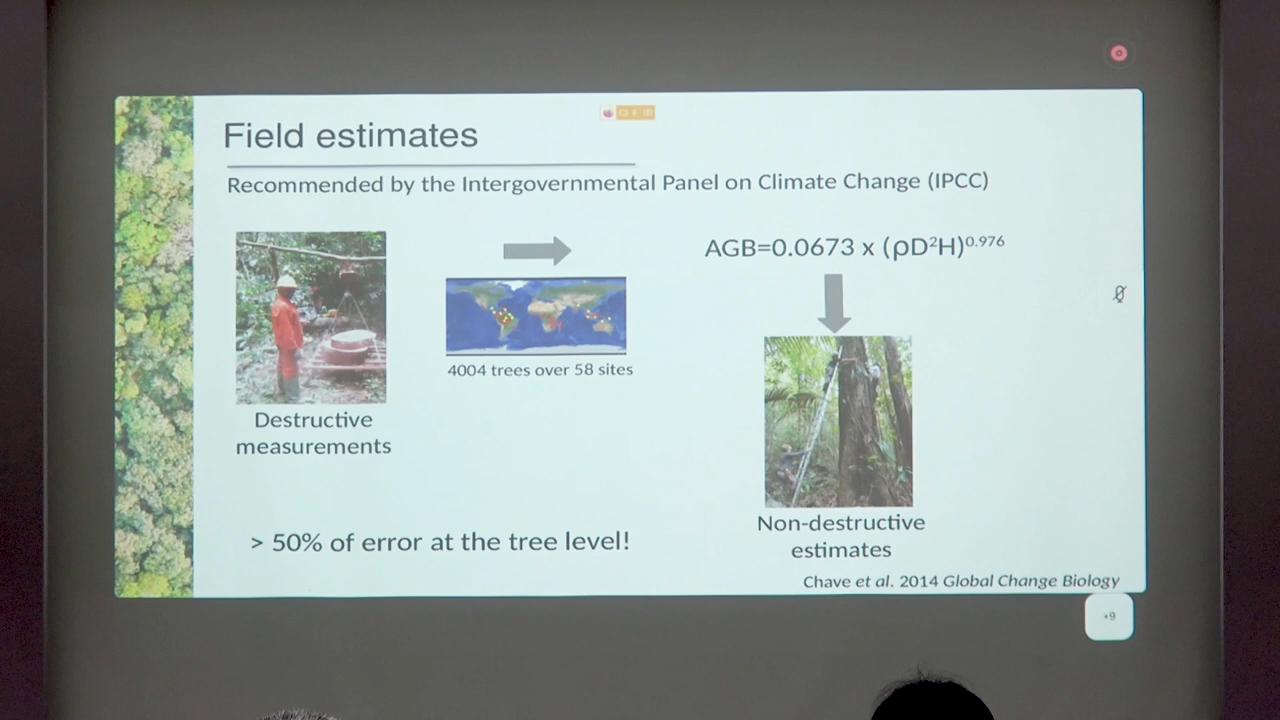 Field estimates
Recommended by the Intergovernmental Panel on Climate Change (IPCC)
AGB=0.0673 x (ρD²H)⁰·⁹⁷⁶
4004 trees over 58 sites
Destructive
measurements
> 50% of error at the tree level!
Non-destructive
estimates
Chave et al. 2014 Global Change Biology
+9